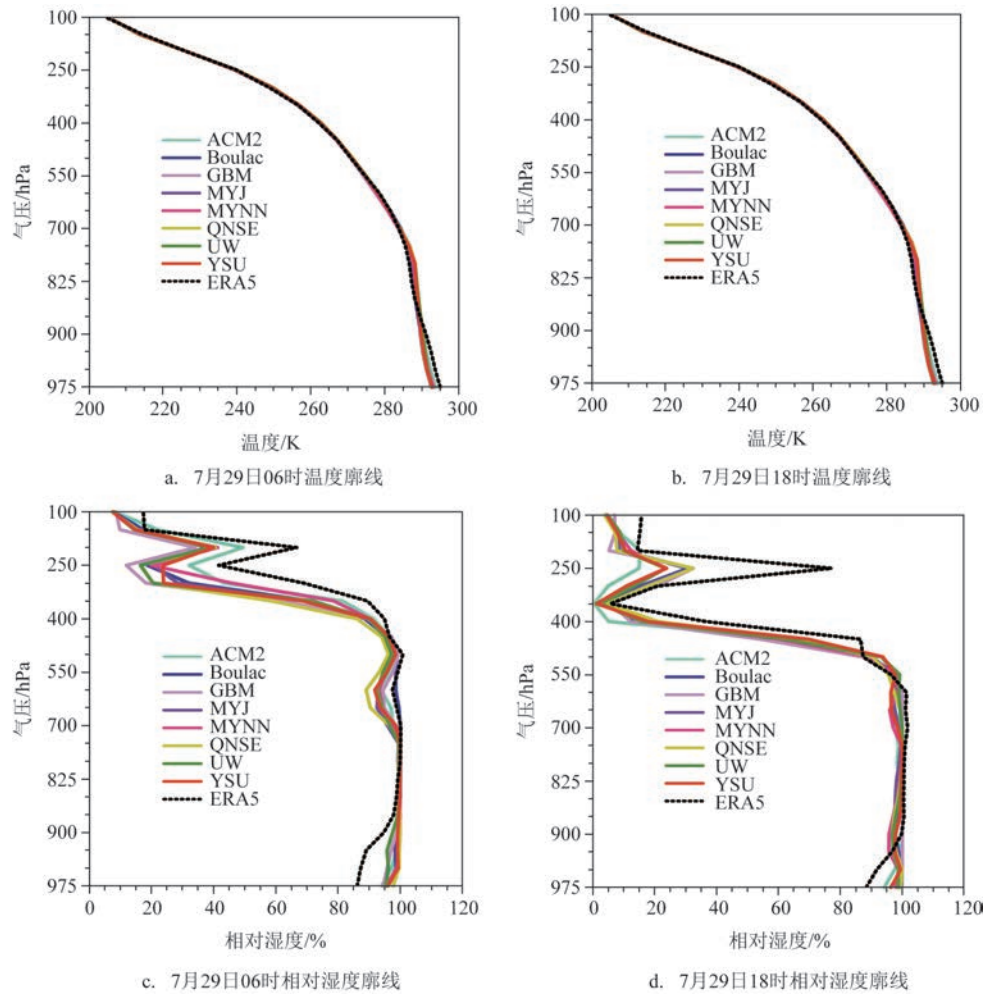 100
250
400
550
700
825
900
975
气压/hPa
ACM2
Boulac
GBM
MYJ
MYNN
QNSE
UW
YSU
ERA5
200 220 240 260 280 300
温度/K
a. 7月29日06时温度廓线
100
250
400
550
700
825
900
975
气压/hPa
ACM2
Boulac
GBM
MYJ
MYNN
QNSE
UW
YSU
ERA5
200 220 240 260 280 300
温度/K
b. 7月29日18时温度廓线
100
250
400
550
700
825
900
975
气压/hPa
ACM2
Boulac
GBM
MYJ
MYNN
QNSE
UW
YSU
ERA5
0 20 40 60 80 100 120
相对湿度/%
c. 7月29日06时相对湿度廓线
100
250
400
550
700
825
900
975
气压/hPa
ACM2
Boulac
GBM
MYJ
MYNN
QNSE
UW
YSU
ERA5
0 20 40 60 80 100 120
相对湿度/%
d. 7月29日18时相对湿度廓线